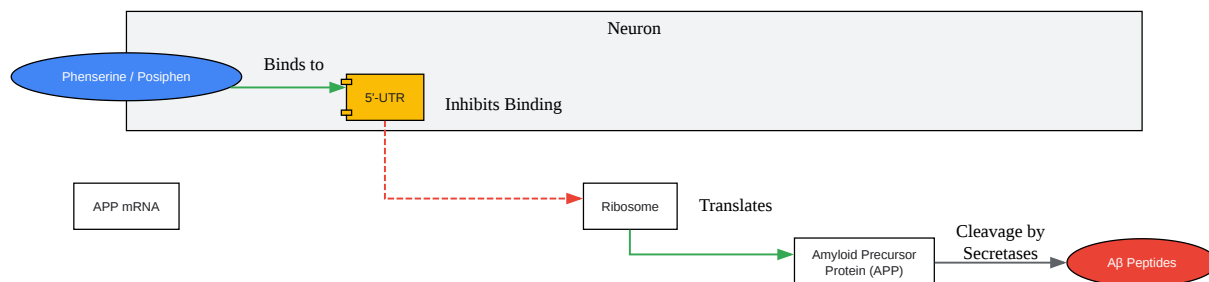 Neuron
Phenserine / Posiphen
Binds to
5'-UTR
Inhibits Binding
APP mRNA
Ribosome
Translates
Amyloid Precursor
Protein (APP)
Cleavage by
Secretases
Aβ Peptides